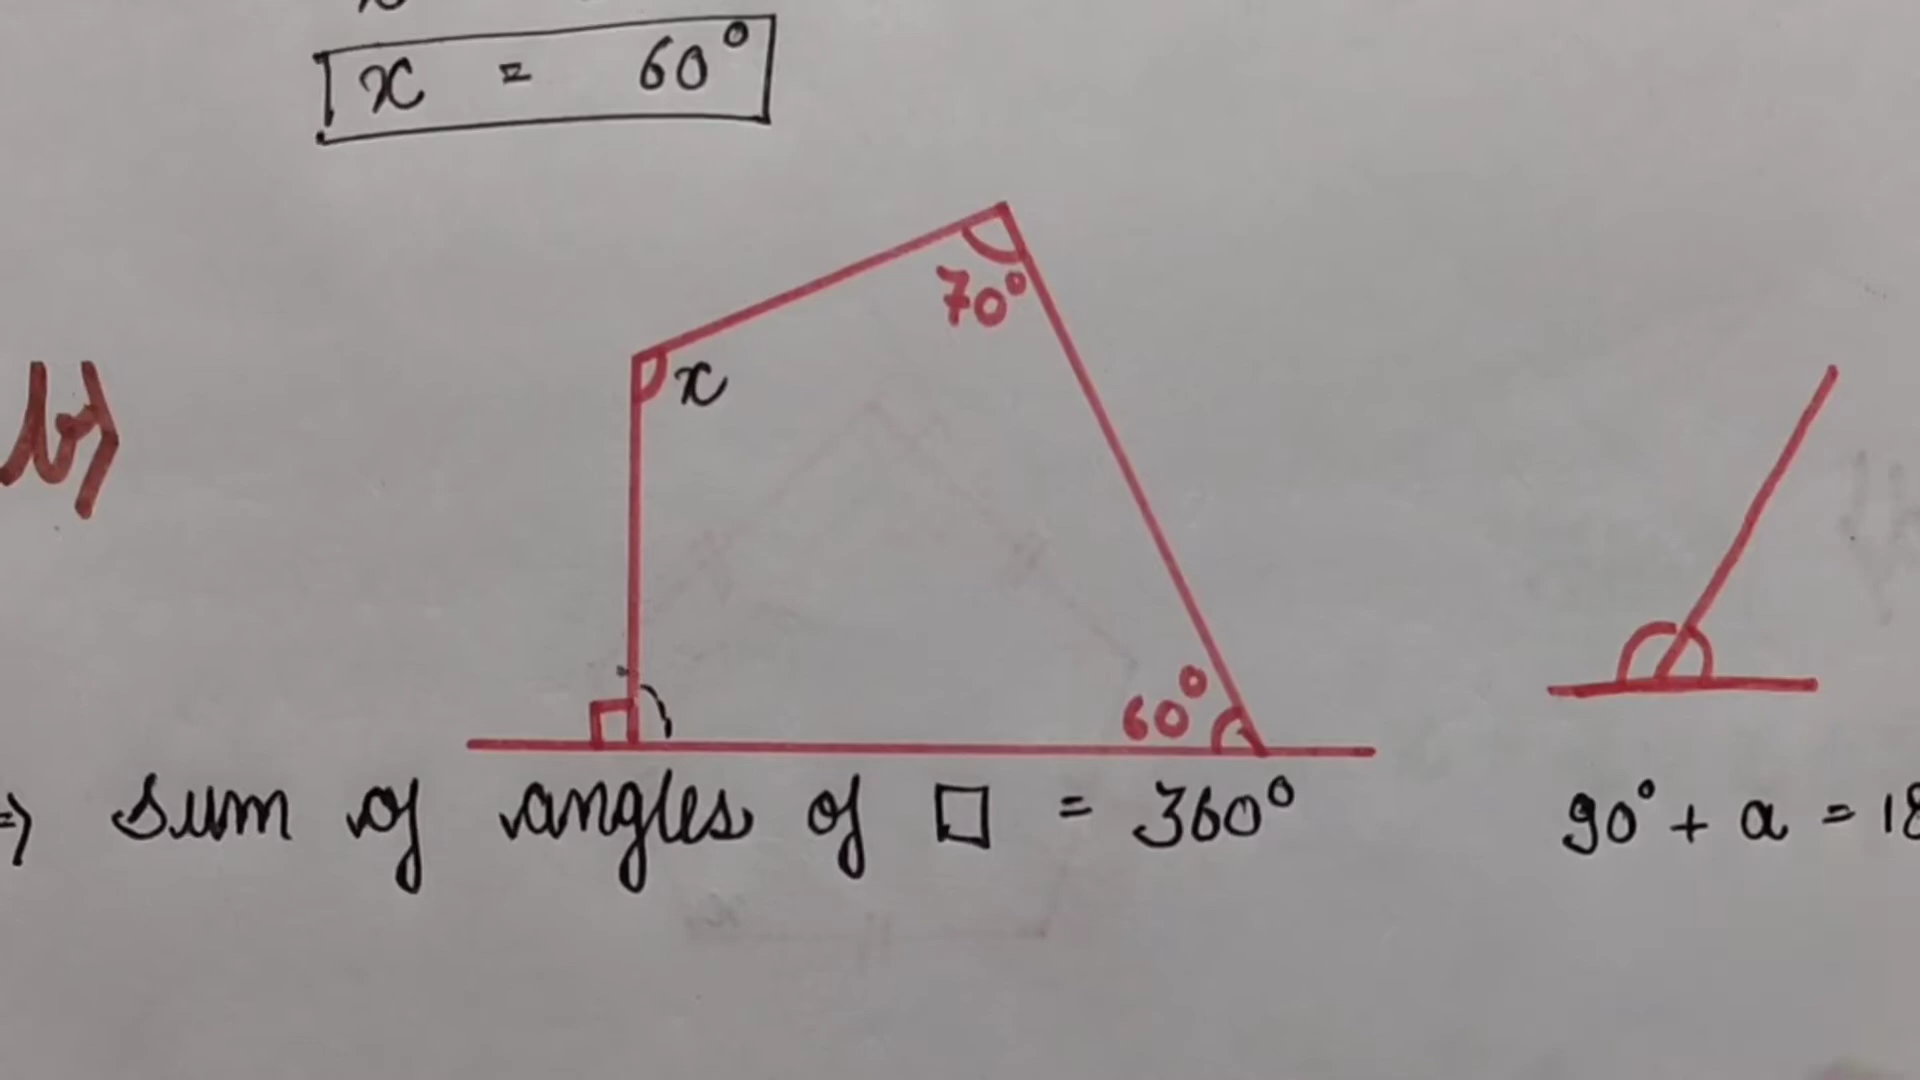 x = 60°
70°
x
b)
60°
=> Sum of angles of □ = 360°
90° + a = 18